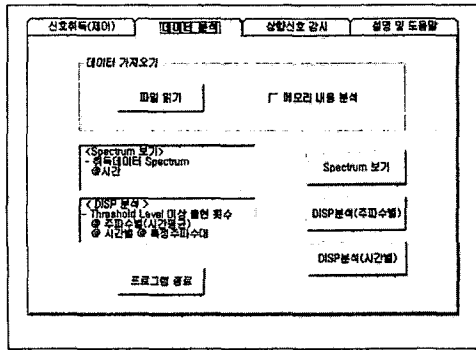 신호취득(제어)
데이터 분석
상향신호 감시
설명 및 도움말
데이터 가져오기
파일 읽기
메모리 내용 분석
<Spectrum 보기>
- 취득데이터 Spectrum
@시간
Spectrum 보기
< DISP 분석 >
- Threshold Level 이상 출현 횟수
@ 주파수별(시간평균)
@ 시간별 @ 특정주파수대
DISP분석(주파수별)
DISP분석(시간별)
프로그램 종료